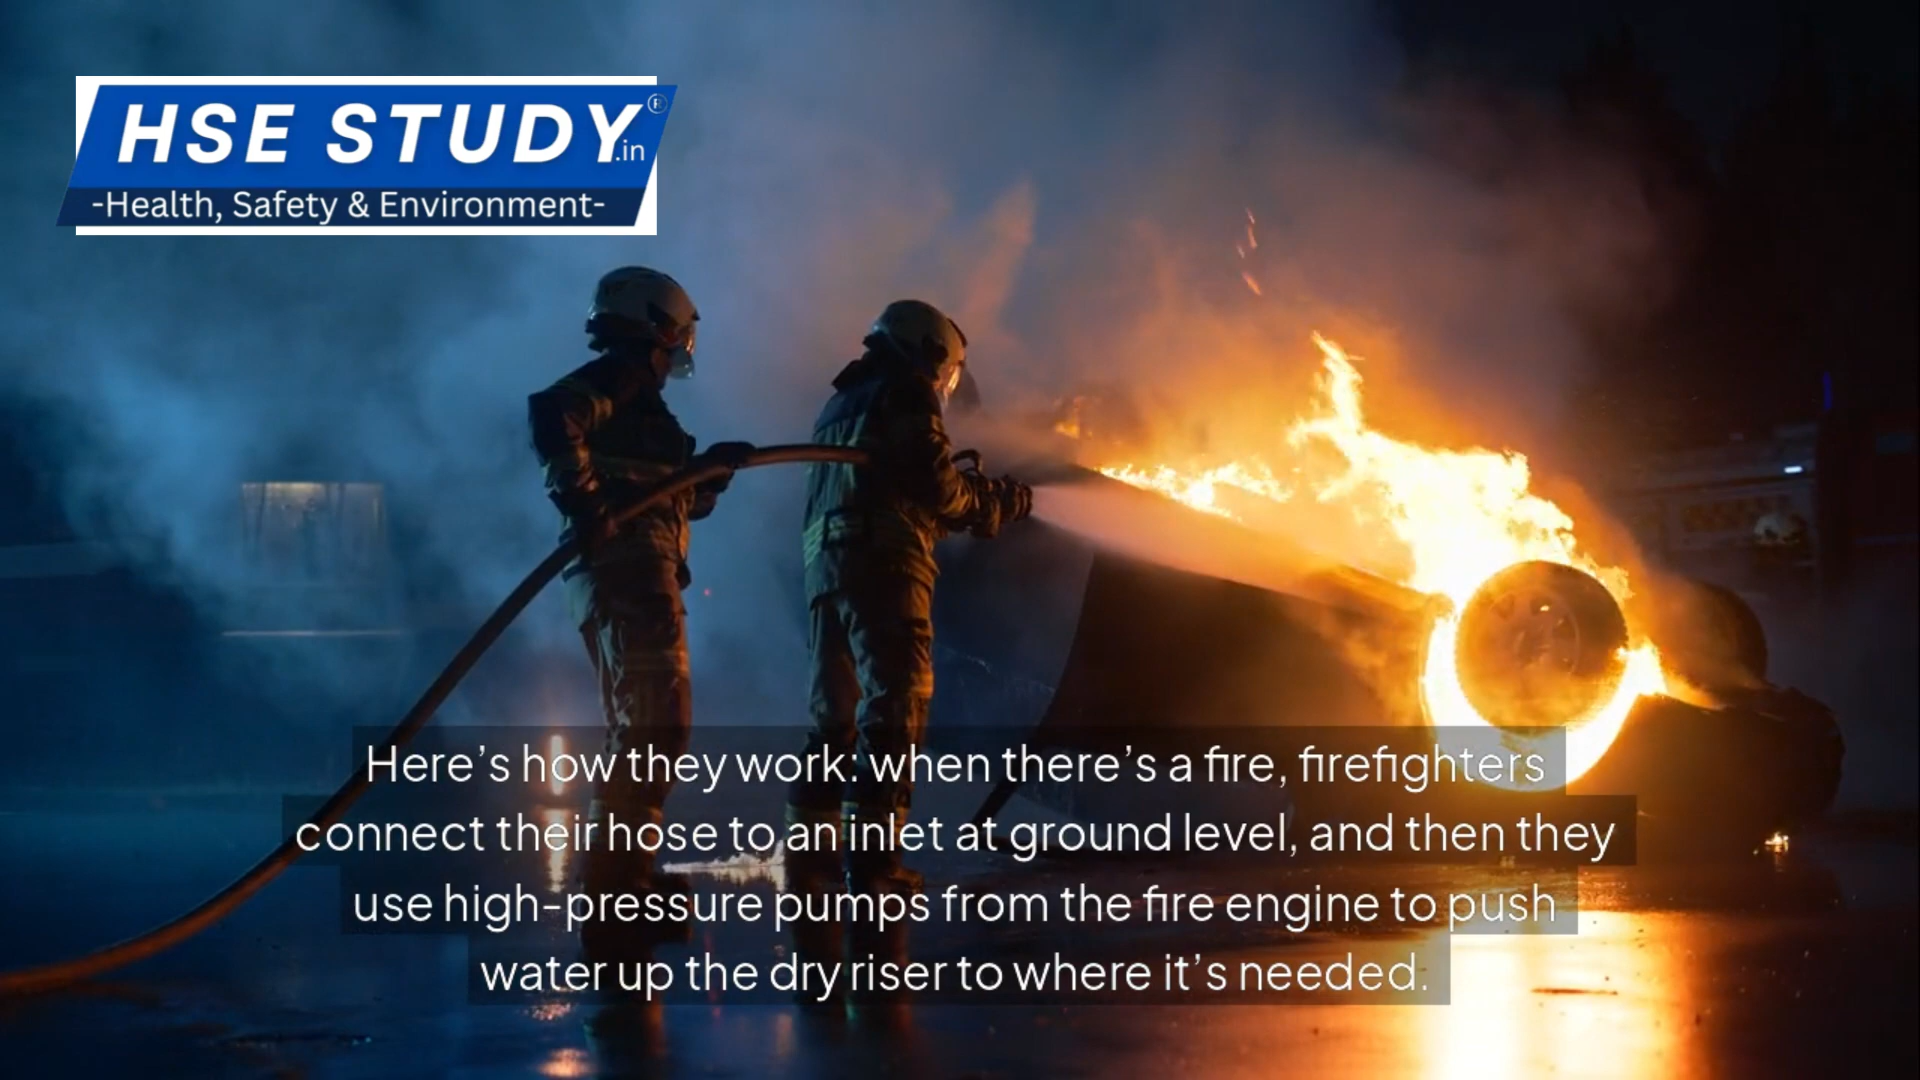 HSE STUDY.in®
-Health, Safety & Environment-
Here’s how they work: when there’s a fire, firefighters
connect their hose to an inlet at ground level, and then they
use high-pressure pumps from the fire engine to push
water up the dry riser to where it’s needed.